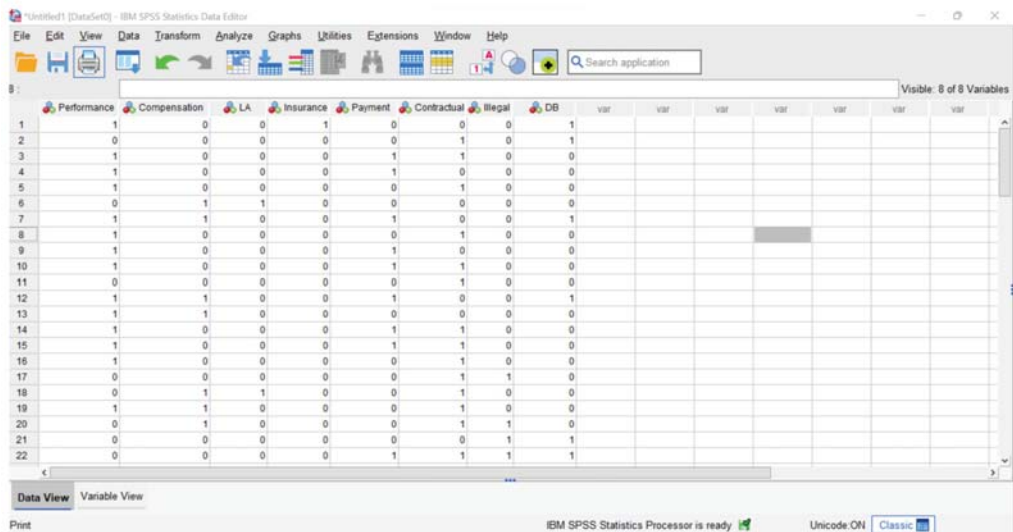 *Untitled1 [DataSet0] - IBM SPSS Statistics Data Editor
File Edit View Data Transform Analyze Graphs Utilities Extensions Window Help
Search application
8 :
Visible: 8 of 8 Variables
Performance Compensation LA Insurance Payment Contractual Illegal DB var var var var var var
1 1 0 0 1 0 0 0 1
2 0 0 0 0 0 1 0 1
3 1 0 0 0 1 1 0 0
4 1 0 0 0 1 0 0 0
5 1 0 0 0 0 1 0 0
6 0 1 1 0 0 0 0 0
7 1 1 0 0 1 0 0 1
8 1 0 0 0 0 1 0 0
9 1 0 0 0 1 0 0 0
10 1 0 0 0 1 1 0 0
11 0 0 0 0 0 1 0 0
12 1 1 0 0 1 0 0 1
13 1 1 0 0 0 0 0 0
14 1 0 0 0 1 1 0 0
15 1 0 0 0 1 1 0 0
16 1 0 0 0 0 1 0 0
17 0 0 0 0 0 1 1 0
18 0 1 1 0 0 1 0 0
19 1 1 0 0 0 1 0 0
20 0 1 0 0 0 1 1 0
21 0 0 0 0 0 0 1 1
22 0 0 0 0 1 1 1 1
Data View Variable View
Print
IBM SPSS Statistics Processor is ready
Unicode:ON
Classic